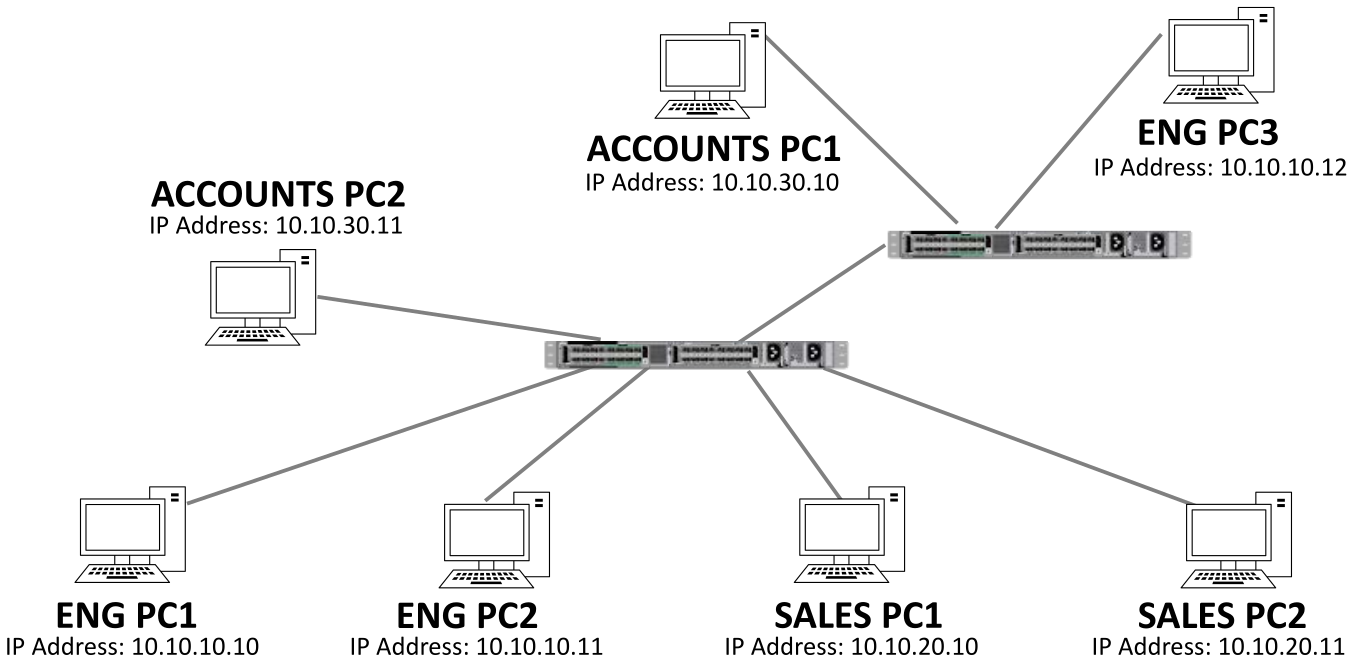 ACCOUNTS PC1
IP Address: 10.10.30.10
ENG PC3
IP Address: 10.10.10.12
ACCOUNTS PC2
IP Address: 10.10.30.11
ENG PC1
IP Address: 10.10.10.10
ENG PC2
IP Address: 10.10.10.11
SALES PC1
IP Address: 10.10.20.10
SALES PC2
IP Address: 10.10.20.11